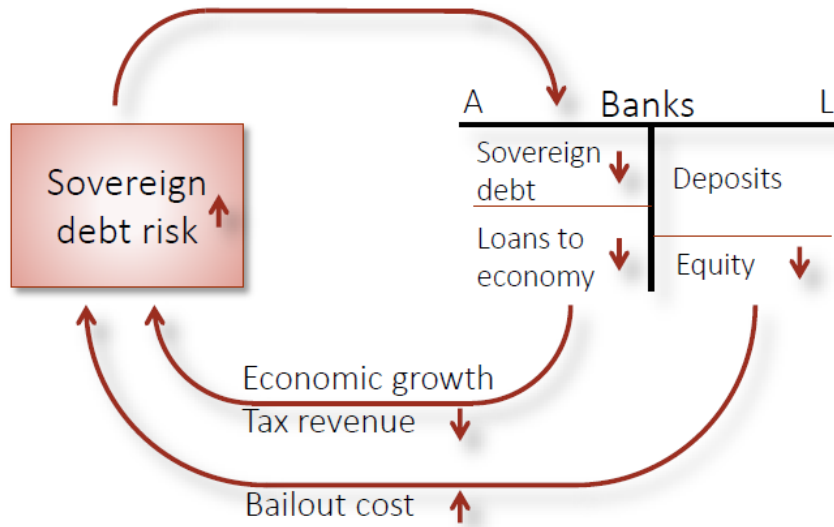 A Banks L
Sovereign
debt
Deposits
Loans to
economy
Equity
Sovereign
debt risk
Economic growth
Tax revenue
Bailout cost